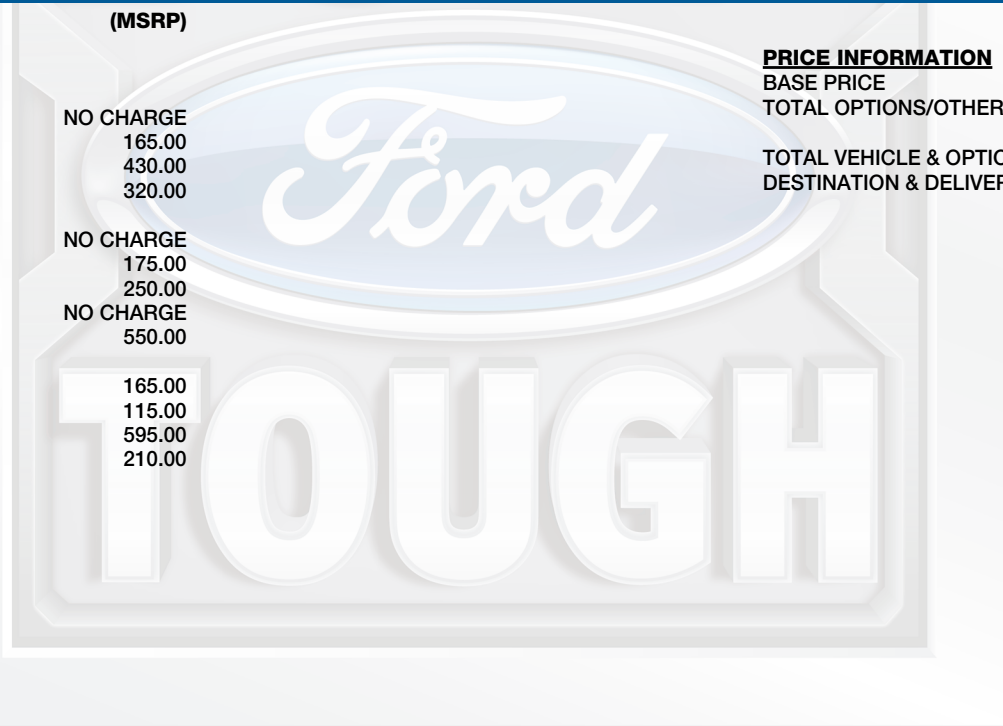 (MSRP)
NO CHARGE
165.00
430.00
320.00
NO CHARGE
175.00
250.00
NO CHARGE
550.00
165.00
115.00
595.00
210.00
PRICE INFORMATION
BASE PRICE
TOTAL OPTIONS/OTHER
TOTAL VEHICLE & OPTIO
DESTINATION & DELIVER
Ford
TOUGH